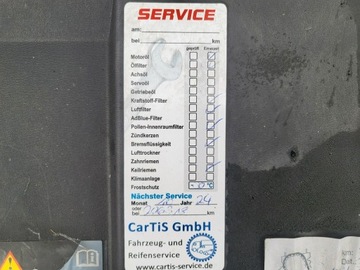 SERVICE
am:
bei km
geprüft Ersetzt
Motoröl
Ölfilter
Achsöl
Servoöl
Getriebeöl
Kraftstoff-Filter
Luftfilter
AdBlue-Filter
Pollen-Innenraumfilter
Zündkerzen
Bremsflüssigkeit
Lufttrockner
Zahnriemen
Keilriemen
Klimaanlage
Frostschutz
Nächster Service
Monat Jahr 24
oder
bei km
CarTiS GmbH
Fahrzeug- und
Reifenservice
www.cartis-service.de